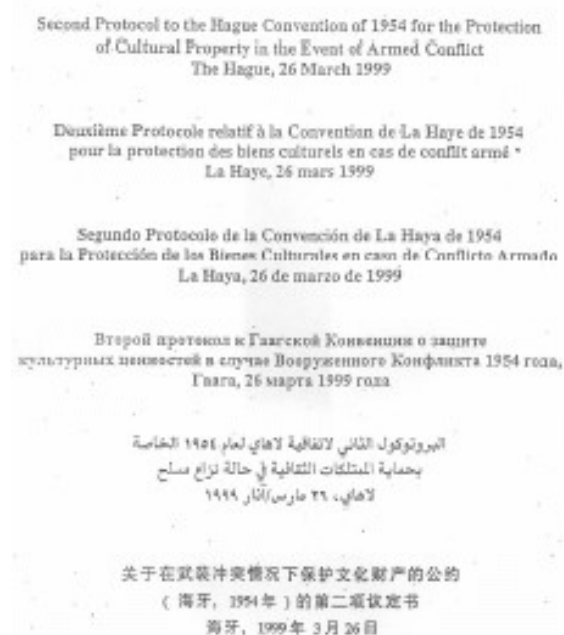 Second Protocol to the Hague Convention of 1954 for the Protection
of Cultural Property in the Event of Armed Conflict
The Hague, 26 March 1999
Deuxième Protocole relatif à la Convention de La Haye de 1954
pour la protection des biens culturels en cas de conflit armé *
La Haye, 26 mars 1999
Segundo Protocolo de la Convención de La Haya de 1954
para la Protección de los Bienes Culturales en caso de Conflicto Armado
La Haya, 26 de marzo de 1999
Второй протокол к Гаагской Конвенции о защите
культурных ценностей в случае Вооруженного Конфликта 1954 года,
Гаага, 26 марта 1999 года
البروتوكول الثاني لاتفاقية لاهاي لعام ١٩٥٤ الخاصة
بحماية الممتلكات الثقافية في حالة نزاع مسلح
لاهاي، ٢٦ مارس/آذار ١٩٩٩
关于在武装冲突情况下保护文化财产的公约
( 海牙, 1954年 ) 的第二项议定书
海牙, 1999年 3月 26日